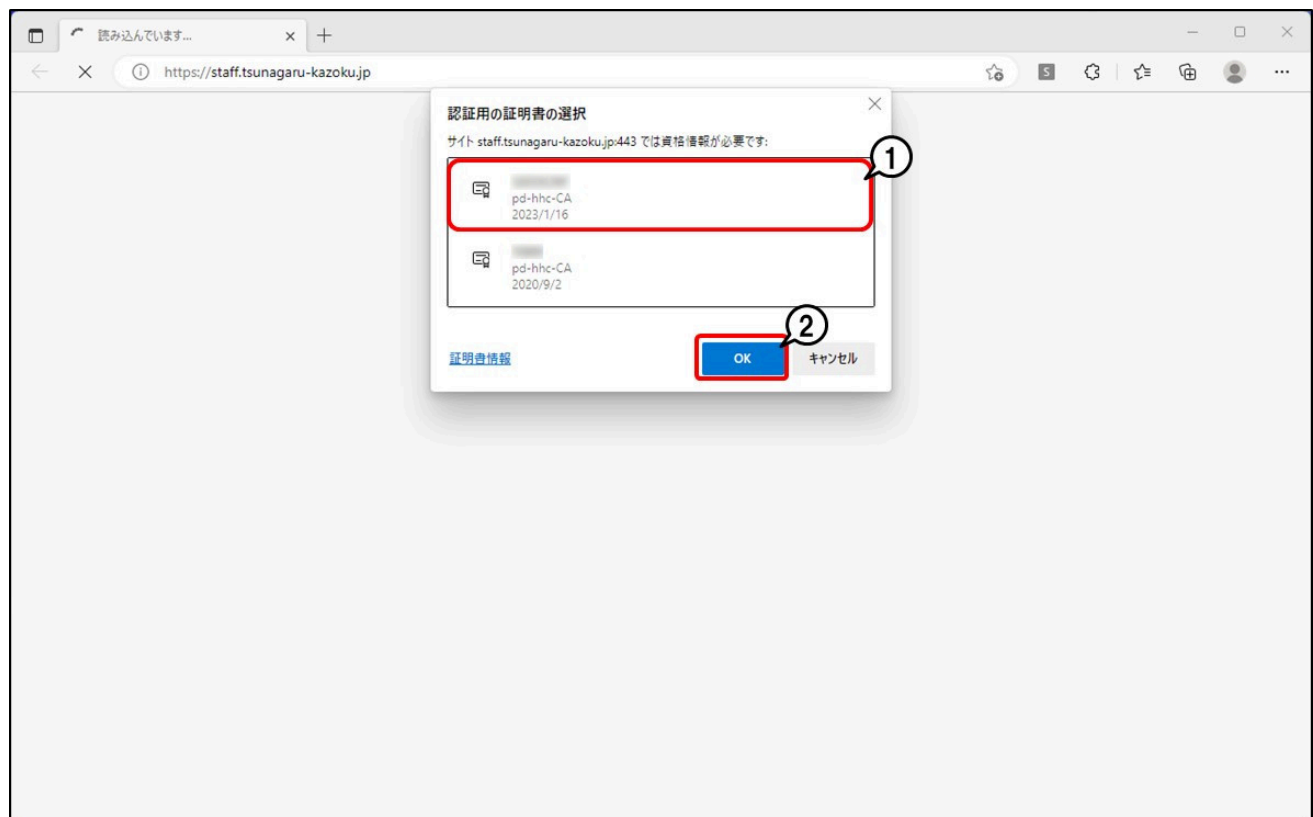 読み込んでいます...
https://staff.tsunagaru-kazoku.jp
S
認証用の証明書の選択
サイト staff.tsunagaru-kazoku.jp:443 では資格情報が必要です:
①
pd-hhc-CA
2023/1/16
pd-hhc-CA
2020/9/2
②
証明書情報
OK
キャンセル